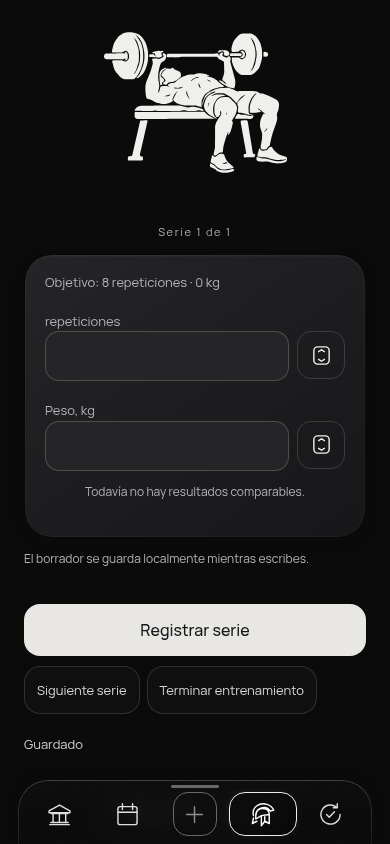 Serie 1 de 1
Objetivo: 8 repeticiones · 0 kg
repeticiones
Peso, kg
Todavía no hay resultados comparables.
El borrador se guarda localmente mientras escribes.
Registrar serie
Siguiente serie
Terminar entrenamiento
Guardado